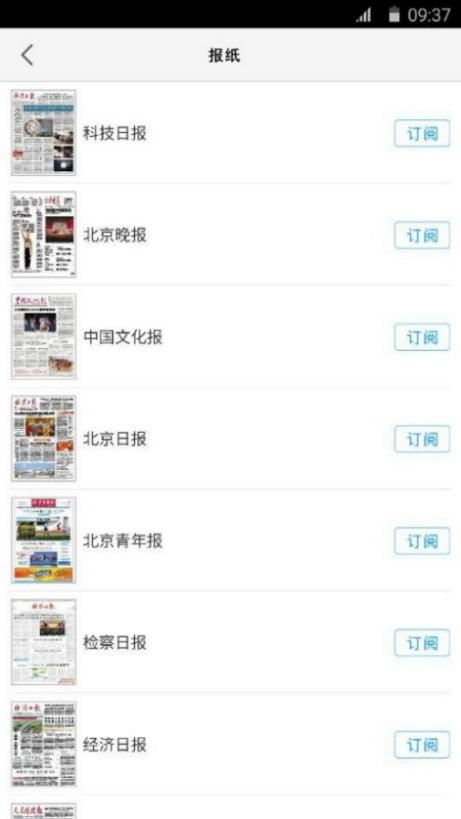 09:37
报纸
科技日报
订阅
北京晚报
订阅
中国文化报
订阅
北京日报
订阅
北京青年报
订阅
检察日报
订阅
经济日报
订阅